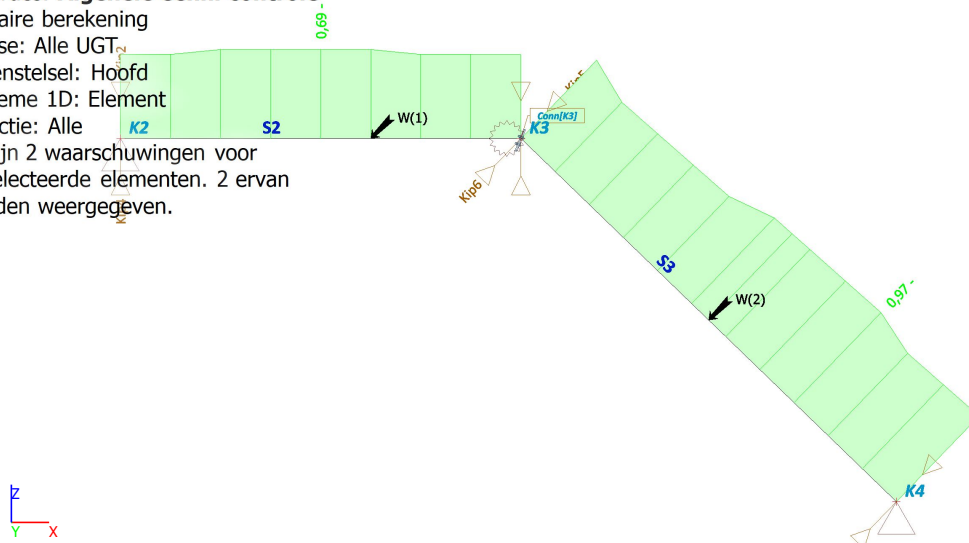 aire berekening
se: Alle UGT
enstelsel: Hoofd
eme 1D: Element
ctie: Alle
ijn 2 waarschuwingen voor
electeerde elementen. 2 ervan
den weergegeven.
0,69 -
K2
S2
W(1)
Conn[K3]
K3
Kip6
S3
W(2)
0,97 -
K4
Z
Y
X